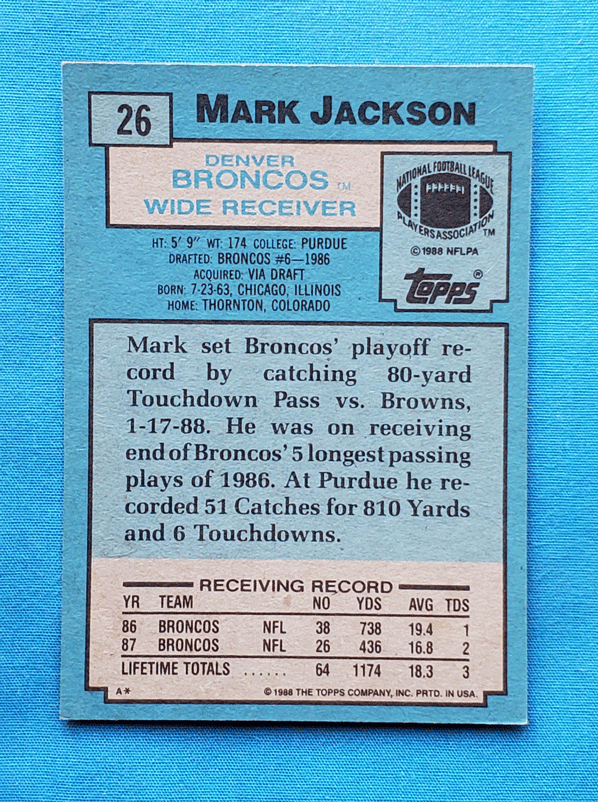 26
MARK JACKSON
DENVER
BRONCOS TM
WIDE RECEIVER
NATIONAL FOOTBALL LEAGUE
PLAYERS ASSOCIATION TM
© 1988 NFLPA
TOPPS ®
HT: 5' 9" WT: 174 COLLEGE: PURDUE
DRAFTED: BRONCOS #6—1986
ACQUIRED: VIA DRAFT
BORN: 7-23-63, CHICAGO, ILLINOIS
HOME: THORNTON, COLORADO
Mark set Broncos' playoff re-
cord by catching 80-yard
Touchdown Pass vs. Browns,
1-17-88. He was on receiving
end of Broncos' 5 longest passing
plays of 1986. At Purdue he re-
corded 51 Catches for 810 Yards
and 6 Touchdowns.
RECEIVING RECORD
YR TEAM NO YDS AVG TDS
86 BRONCOS NFL 38 738 19.4 1
87 BRONCOS NFL 26 436 16.8 2
LIFETIME TOTALS ...... 64 1174 18.3 3
A* © 1988 THE TOPPS COMPANY, INC. PRTD. IN USA.